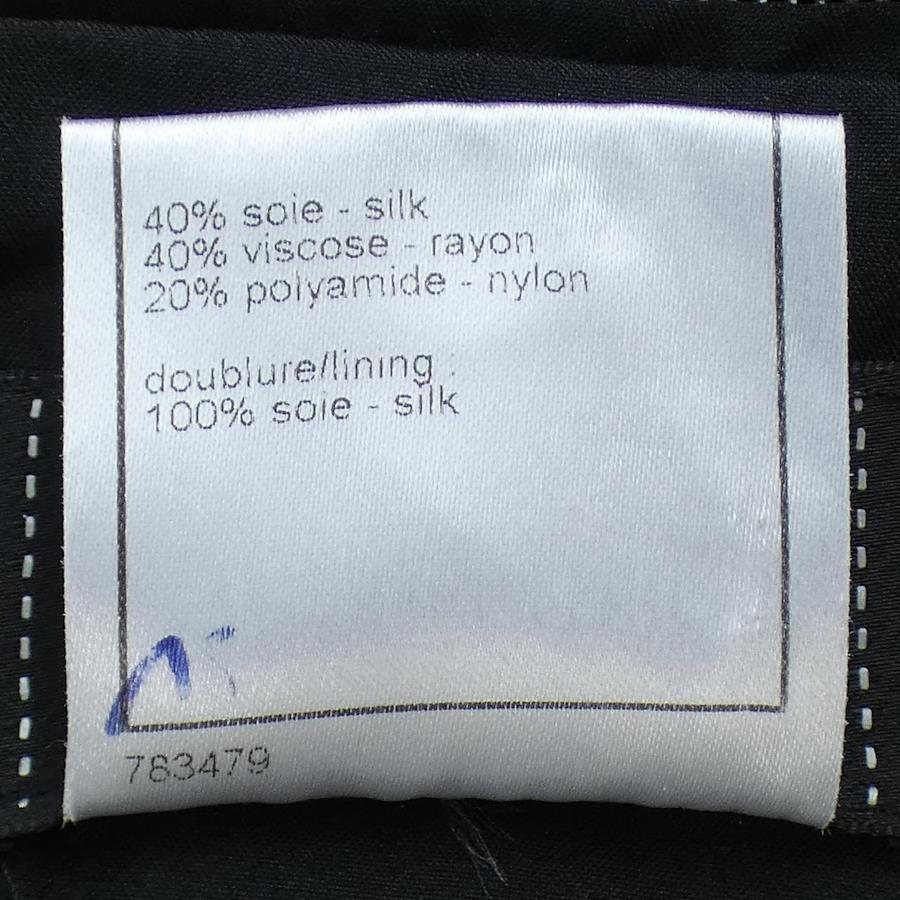 40% soie - silk
40% viscose - rayon
20% polyamide - nylon
doublure/lining :
100% soie - silk
783479